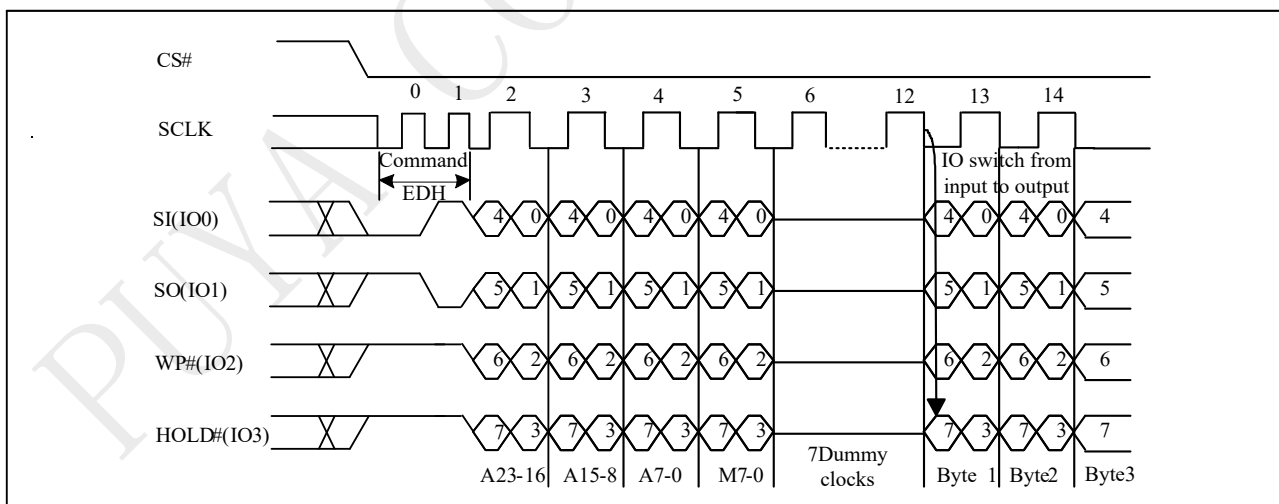 PUYA CO
CS#
0 1 2 3 4 5 6 12 13 14
SCLK
Command
EDH
IO switch from
input to output
SI(IO0)
4 0 4 0 4 0 4 0 4 0 4 0 4
SO(IO1)
5 1 5 1 5 1 5 1 5 1 5 1 5
WP#(IO2)
6 2 6 2 6 2 6 2 6 2 6 2 6
HOLD#(IO3)
7 3 7 3 7 3 7 3 7 3 7 3 7
A23-16 A15-8 A7-0 M7-0
7Dummy
clocks
Byte 1 Byte2 Byte3